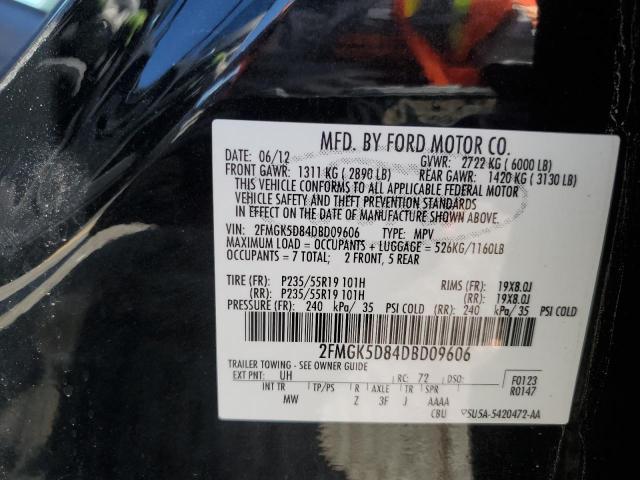 MFD. BY FORD MOTOR CO.
DATE: 06/12 GVWR: 2722 KG ( 6000 LB)
FRONT GAWR: 1311 KG ( 2890 LB) REAR GAWR: 1420 KG ( 3130 LB)
THIS VEHICLE CONFORMS TO ALL APPLICABLE FEDERAL MOTOR
VEHICLE SAFETY AND THEFT PREVENTION STANDARDS
IN EFFECT ON THE DATE OF MANUFACTURE SHOWN ABOVE.
VIN: 2FMGK5D84DBD09606 TYPE: MPV
MAXIMUM LOAD = OCCUPANTS + LUGGAGE = 526KG/1160LB
OCCUPANTS = 7 TOTAL; 2 FRONT, 5 REAR
TIRE (FR): P235/55R19 101H RIMS (FR): 19X8.0J
(RR): P235/55R19 101H (RR): 19X8.0J
PRESSURE (FR): 240 kPa/ 35 PSI COLD (RR): 240 kPa/ 35 PSI COLD
2FMGK5D84DBD09606
TRAILER TOWING - SEE OWNER GUIDE
EXT PNT: UH RC: 72 DSO: F0123
INT TR TP/PS R AXLE TR SPR R0147
MW Z 3F J AAAA
CBU 5U5A-5420472-AA